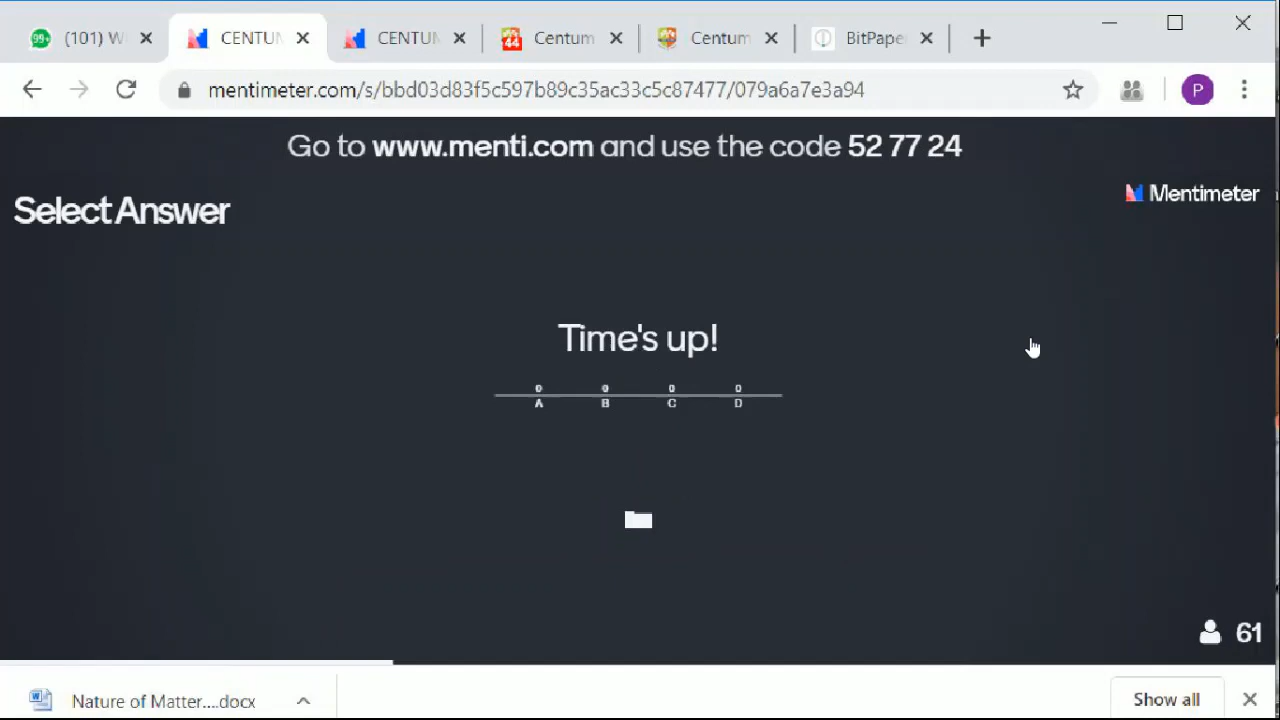 99+ (101) W
CENTUM
CENTUM
44 Centum
Centum
BitPape
mentimeter.com/s/bbd03d83f5c597b89c35ac33c5c87477/079a6a7e3a94
P
Go to www.menti.com and use the code 52 77 24
Mentimeter
Select Answer
Time's up!
0 0 0 0
A B C D
61
Nature of Matter....docx
Show all